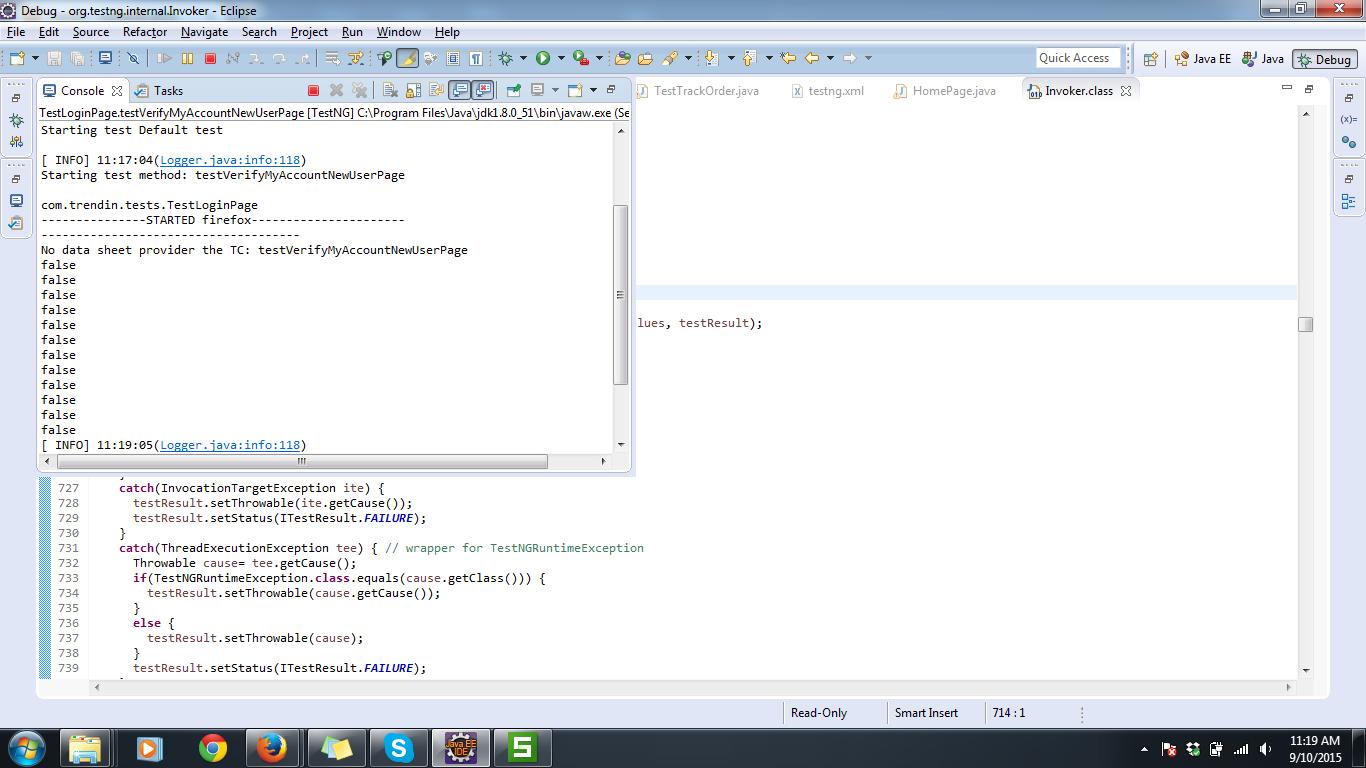 Debug - org.testng.internal.Invoker - Eclipse
File Edit Source Refactor Navigate Search Project Run Window Help
Quick Access Java EE Java Debug
Console Tasks TestTrackOrder.java testng.xml HomePage.java Invoker.class
TestLoginPage.testVerifyMyAccountNewUserPage [TestNG] C:\Program Files\Java\jdk1.8.0_51\bin\javaw.exe (Se
Starting test Default test
[ INFO] 11:17:04(Logger.java:info:118)
Starting test method: testVerifyMyAccountNewUserPage
com.trendin.tests.TestLoginPage
---------------STARTED firefox----------------------
-------------------------------------
No data sheet provider the TC: testVerifyMyAccountNewUserPage
false
false
false
false
false
false
false
false
false
false
false
false
[ INFO] 11:19:05(Logger.java:info:118)
lues, testResult);
727 catch(InvocationTargetException ite) {
728 testResult.setThrowable(ite.getCause());
729 testResult.setStatus(ITestResult.FAILURE);
730 }
731 catch(ThreadExecutionException tee) { // wrapper for TestNGRuntimeException
732 Throwable cause= tee.getCause();
733 if(TestNGRuntimeException.class.equals(cause.getClass())) {
734 testResult.setThrowable(cause.getCause());
735 }
736 else {
737 testResult.setThrowable(cause);
738 }
739 testResult.setStatus(ITestResult.FAILURE);
Read-Only Smart Insert 714 : 1
Java EE IDE
11:19 AM
9/10/2015